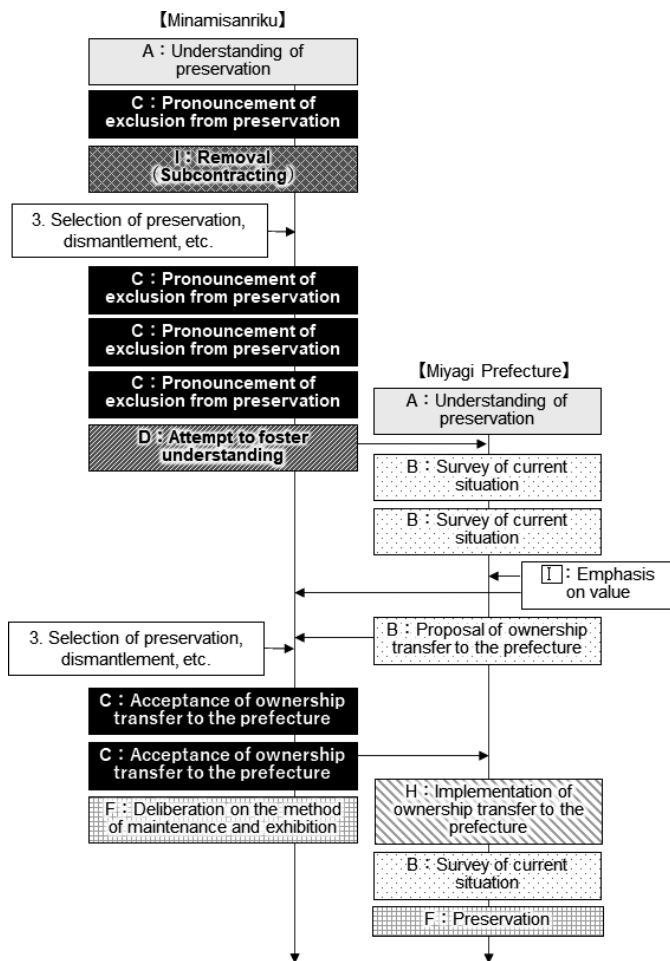 【Minamisanriku】
A：Understanding of
preservation
C：Pronouncement of
exclusion from preservation
I：Removal
(Subcontracting)
3. Selection of preservation,
dismantlement, etc.
C：Pronouncement of
exclusion from preservation
C：Pronouncement of
exclusion from preservation
C：Pronouncement of
exclusion from preservation
【Miyagi Prefecture】
A：Understanding of
preservation
D：Attempt to foster
understanding
B：Survey of current
situation
B：Survey of current
situation
I：Emphasis
on value
3. Selection of preservation,
dismantlement, etc.
B：Proposal of ownership
transfer to the prefecture
C：Acceptance of ownership
transfer to the prefecture
C：Acceptance of ownership
transfer to the prefecture
F：Deliberation on the method
of maintenance and exhibition
H：Implementation of
ownership transfer to the
prefecture
B：Survey of current
situation
F：Preservation